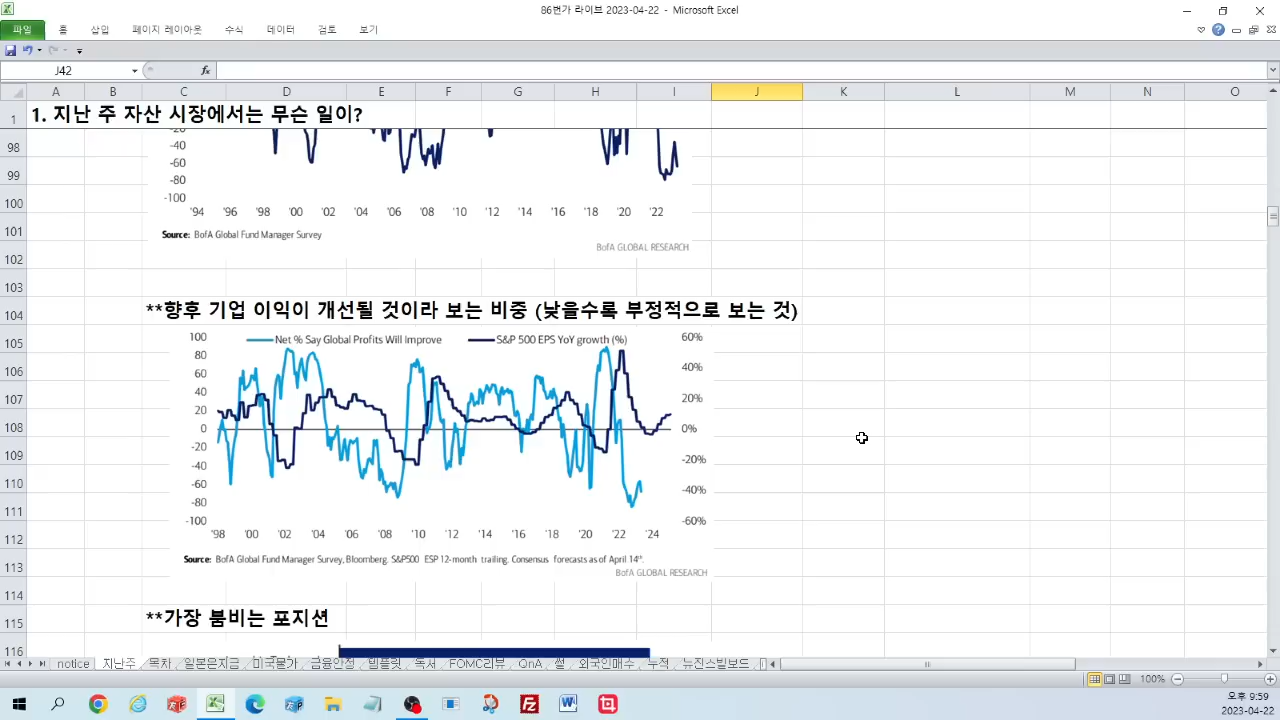 86번가 라이브 2023-04-22 - Microsoft Excel
파일 홈 삽입 페이지 레이아웃 수식 데이터 검토 보기
J42 fx
A B C D E F G H I J K L M N O
1 1. 지난 주 자산 시장에서는 무슨 일이?
98
99
100
101
102
103
104
105
106
107
108
109
110
111
112
113
114
115
116
-20
-40
-60
-80
-100
'94 '96 '98 '00 '02 '04 '06 '08 '10 '12 '14 '16 '18 '20 '22
Source: BofA Global Fund Manager Survey
BofA GLOBAL RESEARCH
**향후 기업 이익이 개선될 것이라 보는 비중 (낮을수록 부정적으로 보는 것)
Net % Say Global Profits Will Improve S&P 500 EPS YoY growth (%)
100 60%
80
60 40%
40
20 20%
0 0%
-20 -20%
-40
-60 -40%
-80
-100 -60%
'98 '00 '02 '04 '06 '08 '10 '12 '14 '16 '18 '20 '22 '24
Source: BofA Global Fund Manager Survey, Bloomberg. S&P500 ESP 12-month trailing. Consensus forecasts as of April 14th.
BofA GLOBAL RESEARCH
**가장 붐비는 포지션
notice 지난주 목차 일본은지금 미국물가 금융안정 밑플릿 독서 FOMC리뷰 QnA 썰 외국인매수 뉴진스빌보드
100%
오후 9:59
2023-04-22